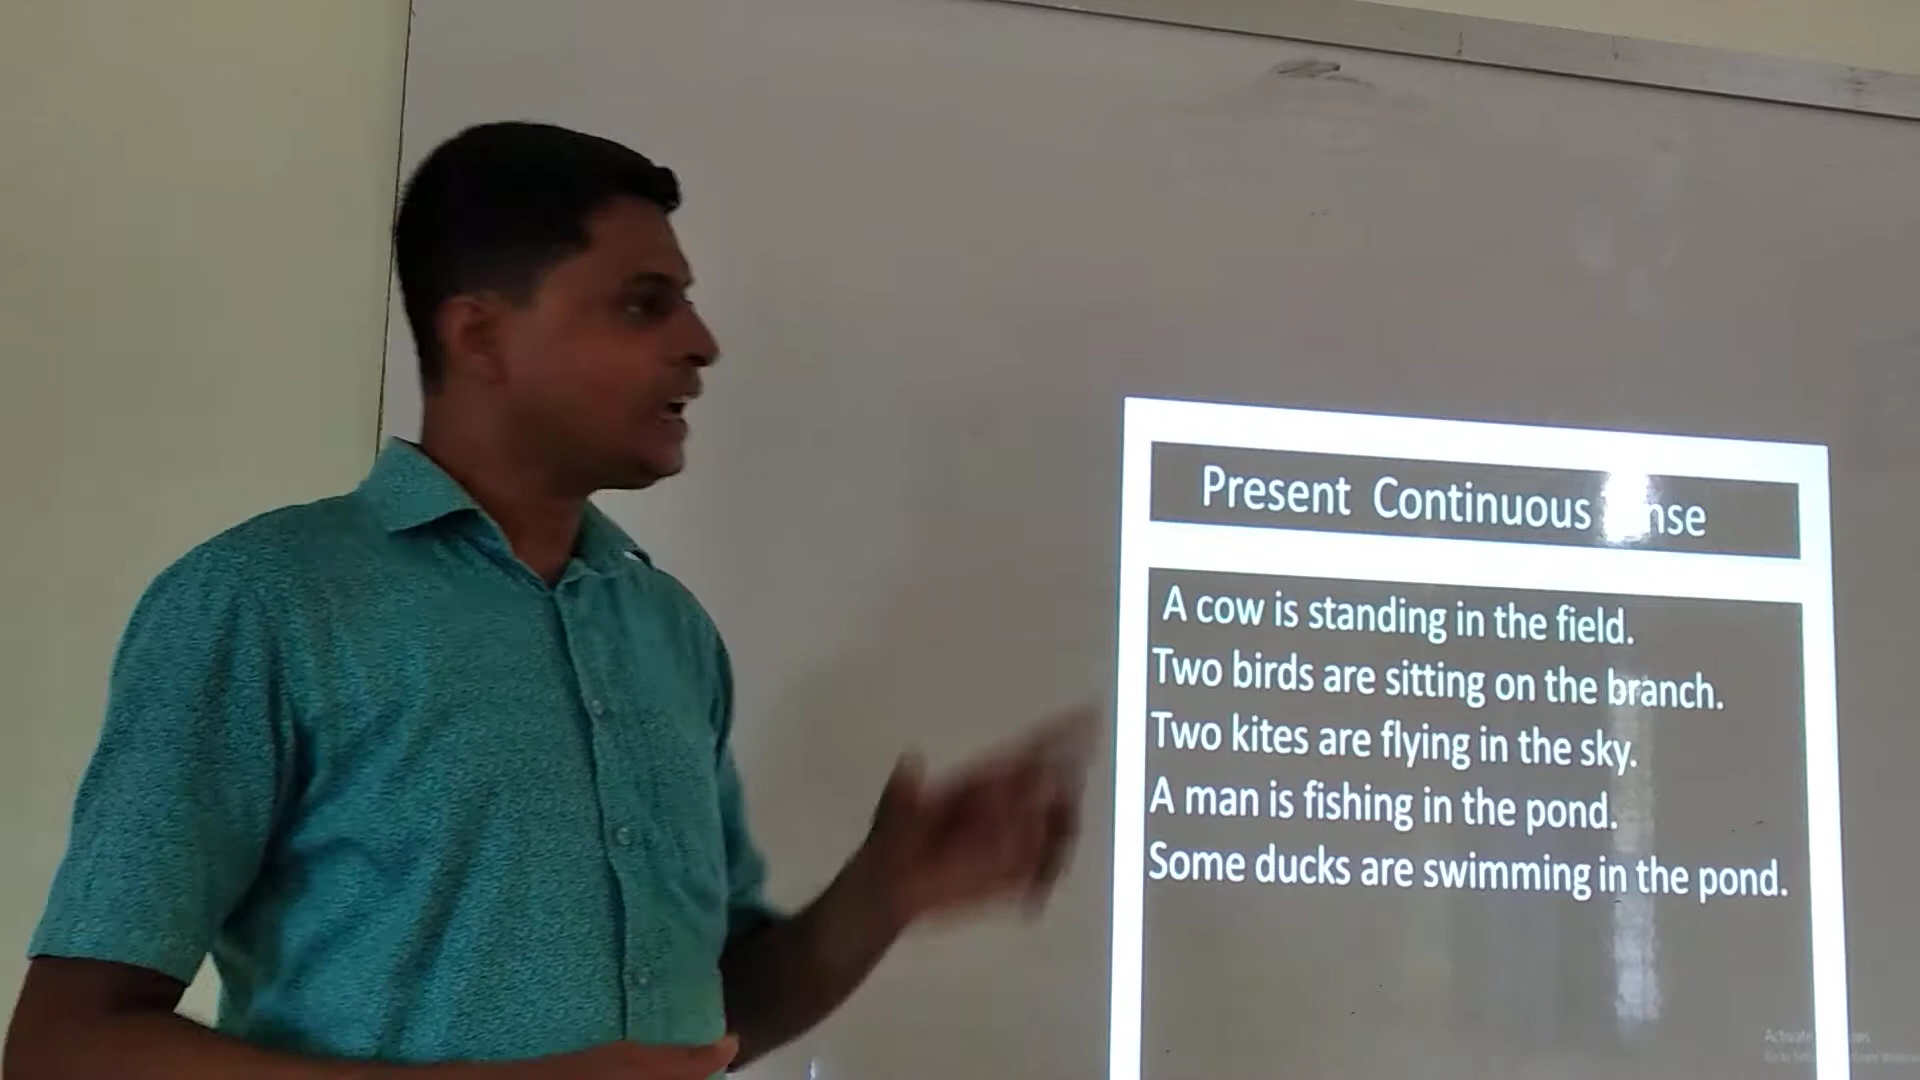 Present Continuous
A cow is standing in the field.
Two birds are sitting on the branch.
Two kites are flying in the sky.
A man is fishing in the pond.
Some ducks are swimming in the pond.